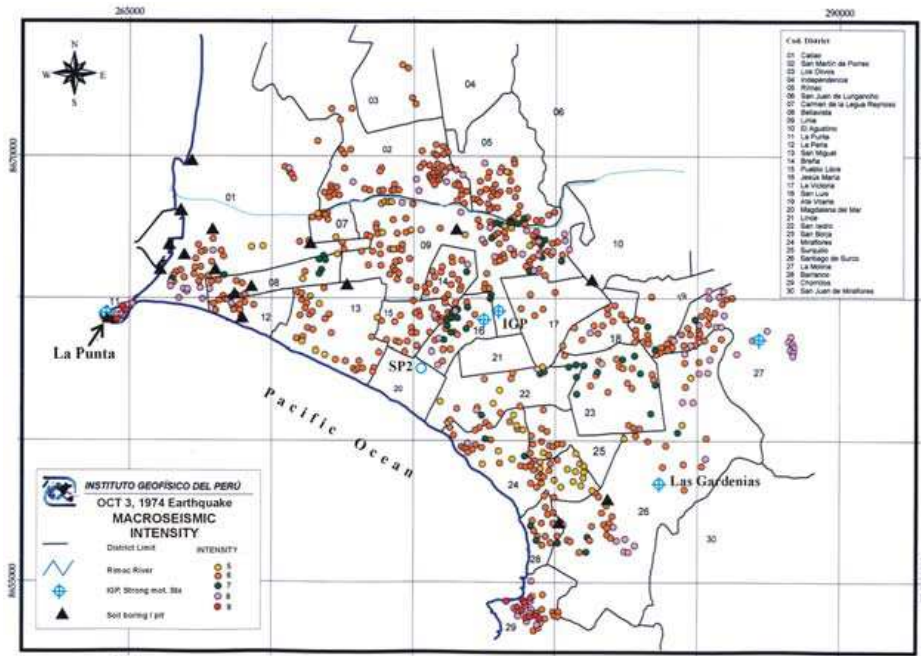 265000
290000
N
W E
S
Cod. District
01 Callao
02 San Martin de Porres
03 Los Olivos
04 Independencia
05 Rimac
06 San Juan de Lurigancho
07 Carmen de la Legua Reynoso
08 Bellavista
09 Lima
10 El Agustino
11 La Punta
12 La Perla
13 San Miguel
14 Breña
15 Pueblo Libre
16 Jesús María
17 La Victoria
18 San Luis
19 Ate Vitarte
20 Magdalena del Mar
21 Lince
22 San Isidro
23 San Borja
24 Miraflores
25 Surquillo
26 Santiago de Surco
27 La Molina
28 Barranco
29 Chorrillos
30 San Juan de Miraflores
04
03
06
8670000
02
05
01
07
09
10
08
14
11
12
13
15
16
IGP
17
18
19
La Punta
SP2
21
27
20
22
23
Pacific Ocean
25
24
Las Gardenias
26
30
28
29
8655000
INSTITUTO GEOFÍSICO DEL PERÚ
OCT 3, 1974 Earthquake
MACROSEISMIC
INTENSITY
District Limit
INTENSITY
Rimac River
5
6
IGP, Strong mot. Sta
7
8
Soil boring / pit
9